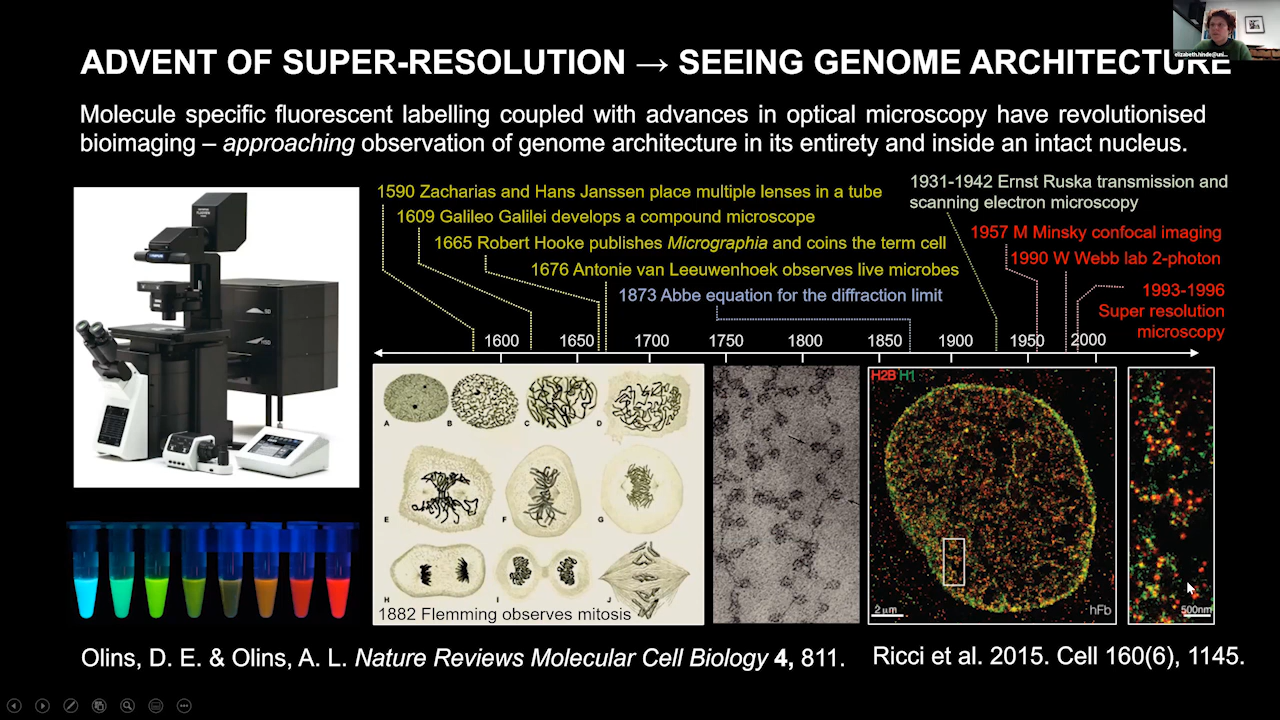 elizabeth.hinde@uni...
ADVENT OF SUPER-RESOLUTION → SEEING GENOME ARCHITECTURE
Molecule specific fluorescent labelling coupled with advances in optical microscopy have revolutionised
bioimaging – approaching observation of genome architecture in its entirety and inside an intact nucleus.
1590 Zacharias and Hans Janssen place multiple lenses in a tube
1609 Galileo Galilei develops a compound microscope
1665 Robert Hooke publishes Micrographia and coins the term cell
1676 Antonie van Leeuwenhoek observes live microbes
1873 Abbe equation for the diffraction limit
1931-1942 Ernst Ruska transmission and
scanning electron microscopy
1957 M Minsky confocal imaging
1990 W Webb lab 2-photon
1993-1996
Super resolution
microscopy
1600 1650 1700 1750 1800 1850 1900 1950 2000
A B C D
E F G
H I J
1882 Flemming observes mitosis
H2B H1
2 μm
hFb
500nm
Olins, D. E. & Olins, A. L. Nature Reviews Molecular Cell Biology 4, 811.
Ricci et al. 2015. Cell 160(6), 1145.